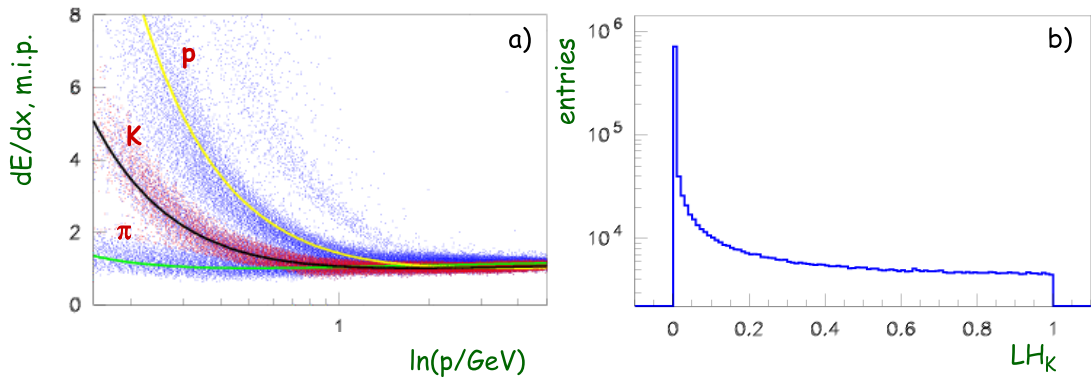 8
6
4
2
0
dE/dx, m.i.p.
a)
p
K
π
1
ln(p/GeV)
10⁶
10⁵
10⁴
entries
b)
0 0.2 0.4 0.6 0.8 1
LH_K